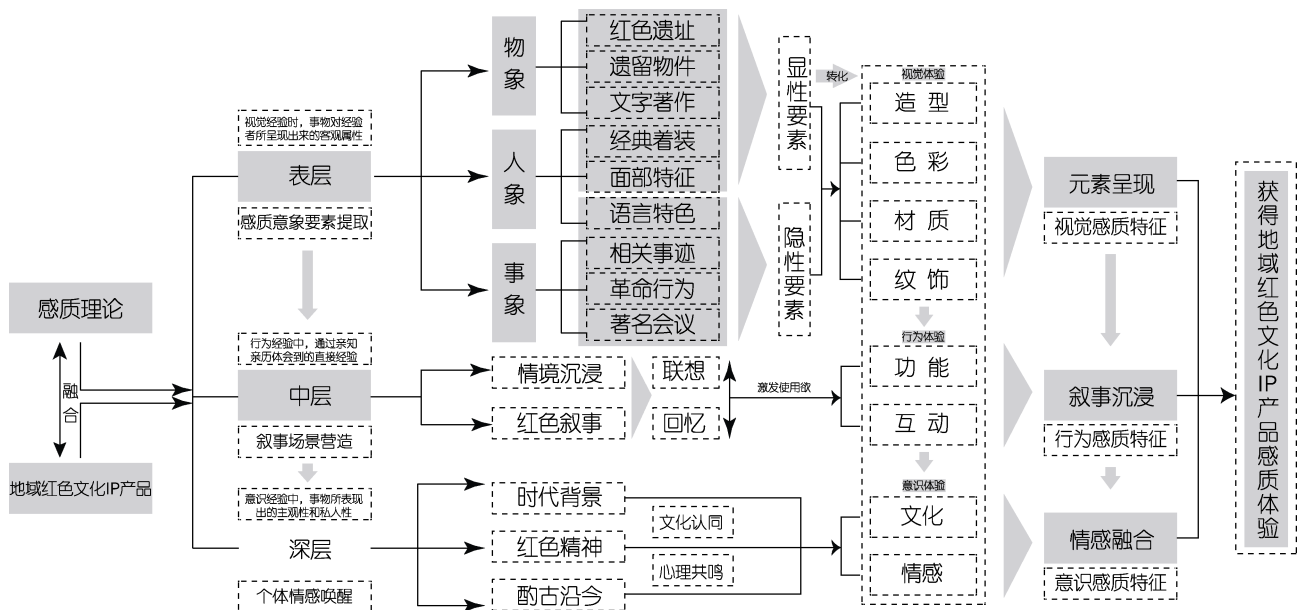 感质理论
融合
地域红色文化IP产品
视觉经验时，事物对经验
者所呈现出来的客观属性
表层
感质意象要素提取
行为经验中，通过亲知
亲历体会到的直接经验
中层
叙事场景营造
意识经验中，事物所表现
出的主观性和私人性
深层
个体情感唤醒
物象
人象
事象
红色遗址
遗留物件
文字著作
经典着装
面部特征
语言特色
相关事迹
革命行为
著名会议
情境沉浸
红色叙事
联想
回忆
时代背景
红色精神
酌古沿今
文化认同
心理共鸣
显性要素
隐性要素
转化
激发使用欲
视觉体验
造型
色彩
材质
纹饰
行为体验
功能
互动
意识体验
文化
情感
元素呈现
视觉感质特征
叙事沉浸
行为感质特征
情感融合
意识感质特征
获得地域红色文化IP产品感质体验